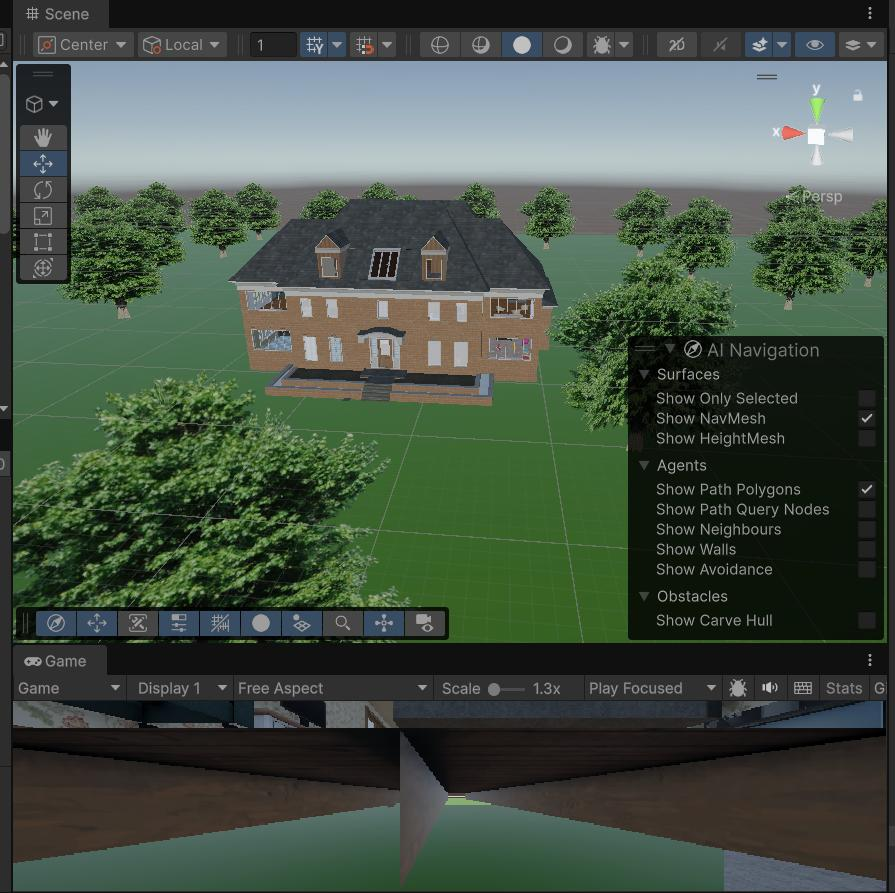 Scene
Center Local 1 2D
y
x
Persp
AI Navigation
Surfaces
Show Only Selected
Show NavMesh
Show HeightMesh
Agents
Show Path Polygons
Show Path Query Nodes
Show Neighbours
Show Walls
Show Avoidance
Obstacles
Show Carve Hull
Game
Game Display 1 Free Aspect Scale 1.3x Play Focused Stats G